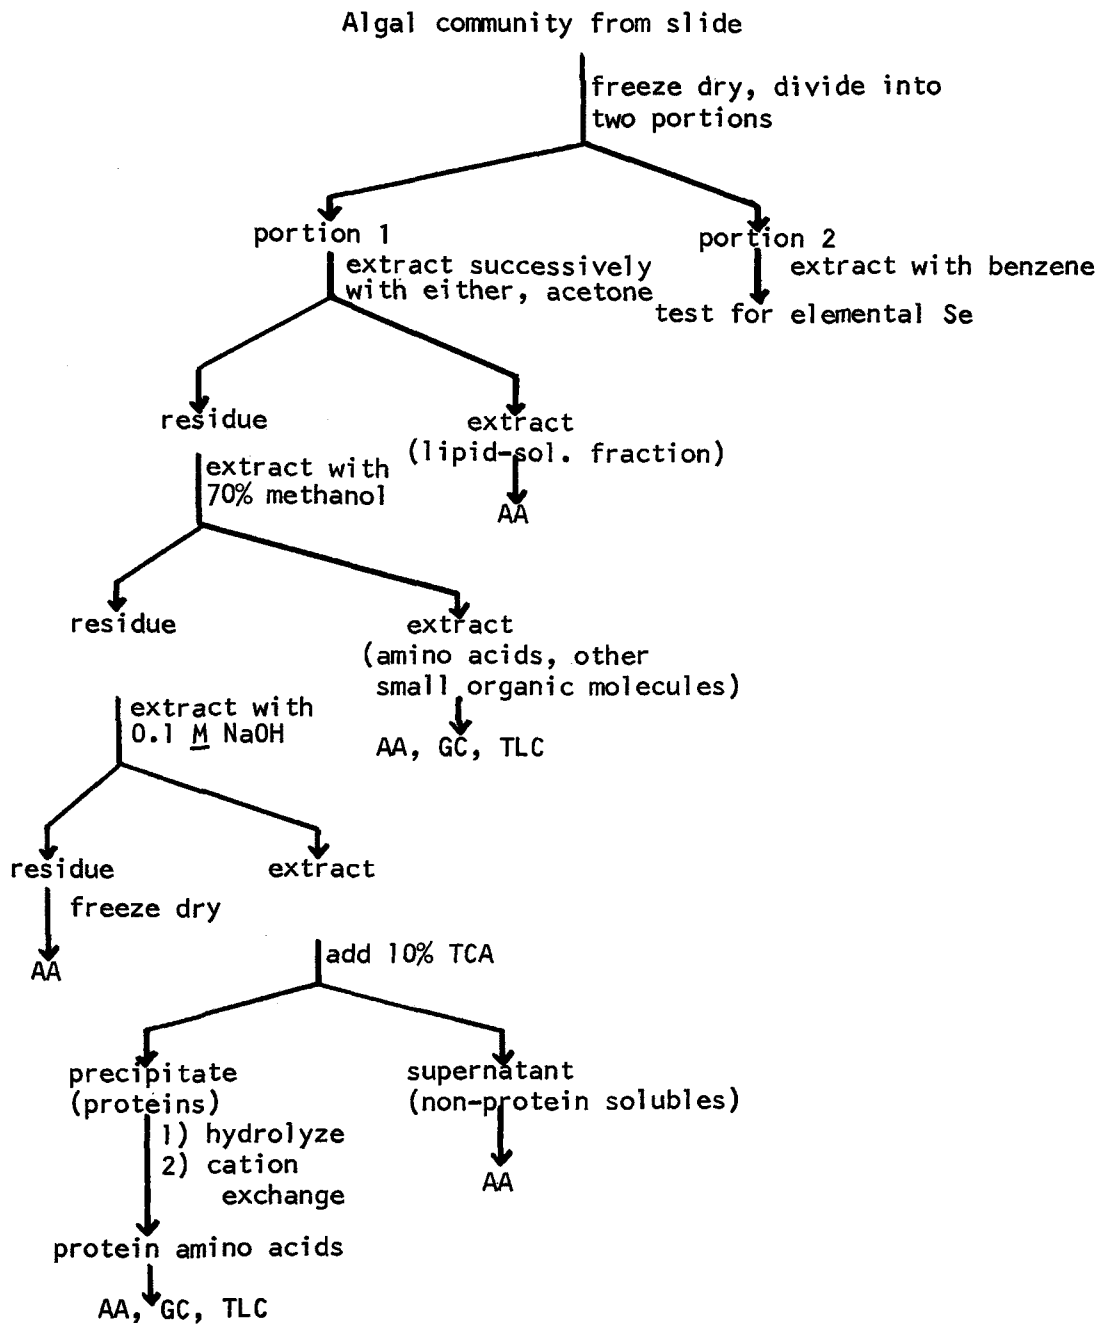 Algal community from slide
freeze dry, divide into
two portions
portion 1
extract successively
with either, acetone
portion 2
extract with benzene
test for elemental Se
residue
extract
(lipid-sol. fraction)
AA
extract with
70% methanol
residue
extract
(amino acids, other
small organic molecules)
AA, GC, TLC
extract with
0.1 M NaOH
residue
extract
freeze dry
AA
add 10% TCA
precipitate
(proteins)
supernatant
(non-protein solubles)
AA
1) hydrolyze
2) cation
exchange
protein amino acids
AA, GC, TLC